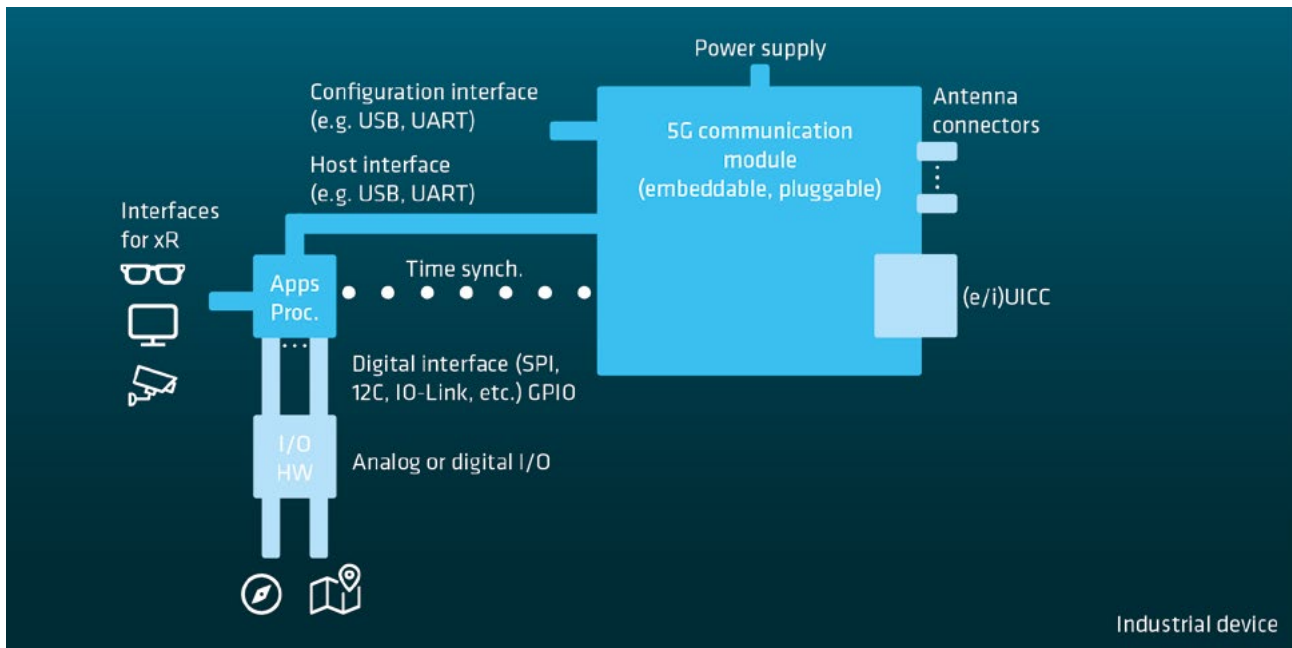 Power supply
Configuration interface
(e.g. USB, UART)
Antenna
connectors
5G communication
module
(embeddable, pluggable)
Host interface
(e.g. USB, UART)
Interfaces
for xR
Apps
Proc.
Time synch.
(e/i)UICC
Digital interface (SPI,
12C, IO-Link, etc.) GPIO
I/O
HW
Analog or digital I/O
Industrial device